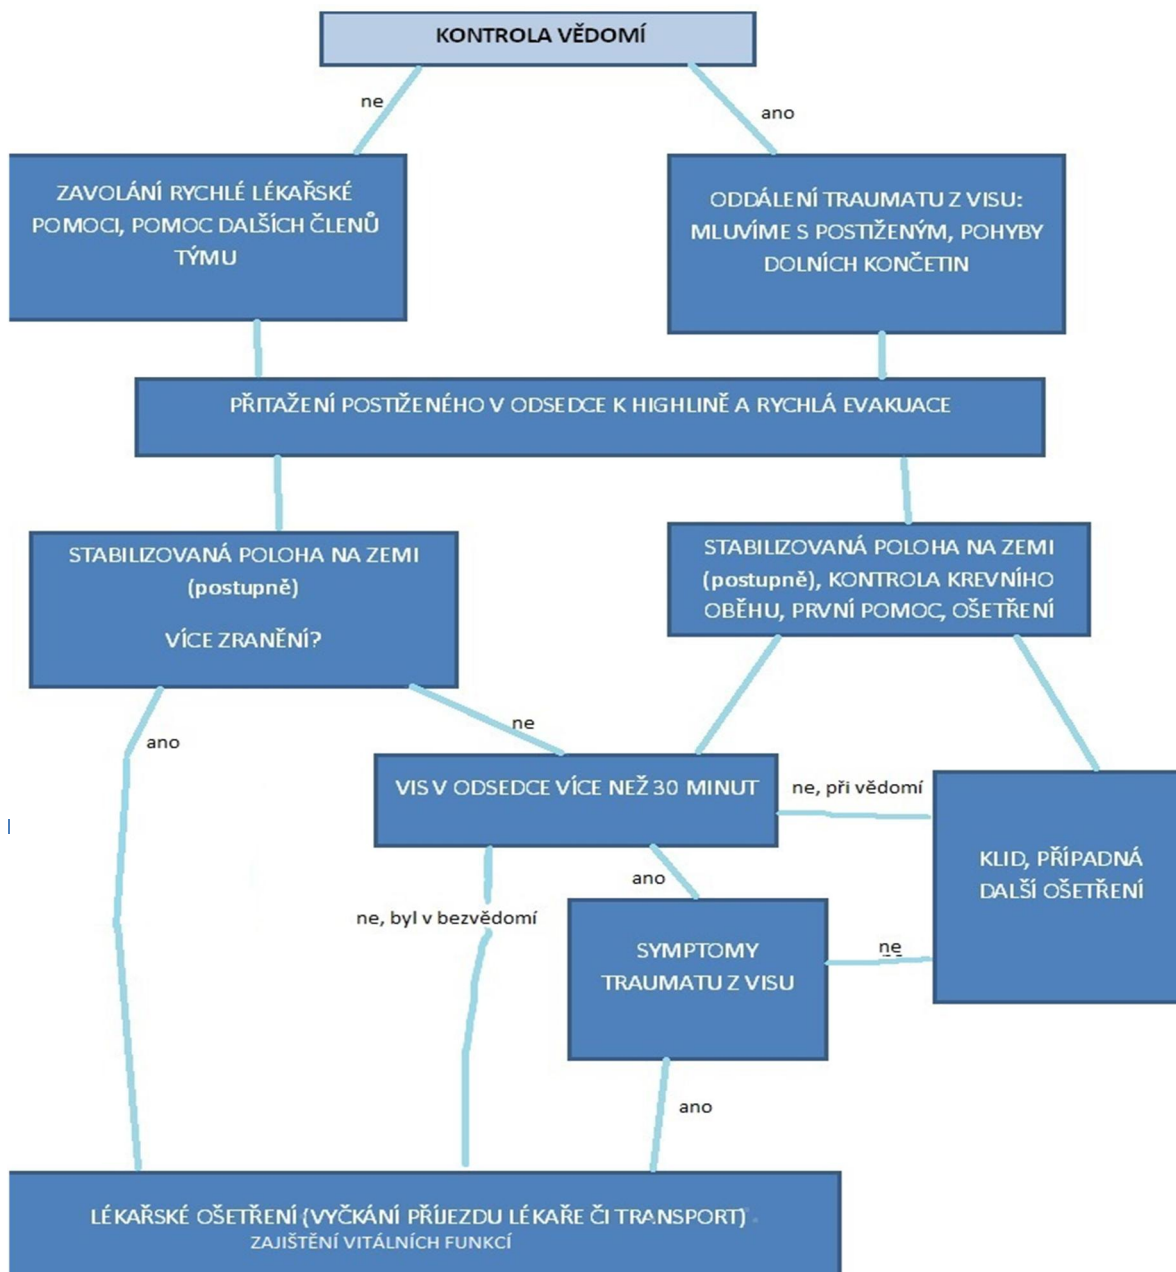 KONTROLA VĚDOMÍ
ne
ano
ZAVOLÁNÍ RYCHLÉ LÉKAŘSKÉ
POMOCI, POMOC DALŠÍCH ČLENŮ
TÝMU
ODDÁLENÍ TRAUMATU Z VISU:
MLUVÍME S POSTIŽENÝM, POHYBY
DOLNÍCH KONČETIN
PŘITAŽENÍ POSTIŽENÉHO V ODSEDCE K HIGHLINĚ A RYCHLÁ EVAKUACE
STABILIZOVANÁ POLOHA NA ZEMI
(postupně)
VÍCE ZRANĚNÍ?
STABILIZOVANÁ POLOHA NA ZEMI
(postupně), KONTROLA KREVNÍHO
OBĚHU, PRVNÍ POMOC, OŠETŘENÍ
ano
ne
VIS V ODSEDCE VÍCE NEŽ 30 MINUT
ne, při vědomí
KLID, PŘÍPADNÁ
DALŠÍ OŠETŘENÍ
ne, byl v bezvědomí
ano
SYMPTOMY
TRAUMATU Z VISU
ne
ano
LÉKAŘSKÉ OŠETŘENÍ (VYČKÁNÍ PŘÍJEZDU LÉKAŘE ČI TRANSPORT)
ZAJIŠTĚNÍ VITÁLNÍCH FUNKCÍ